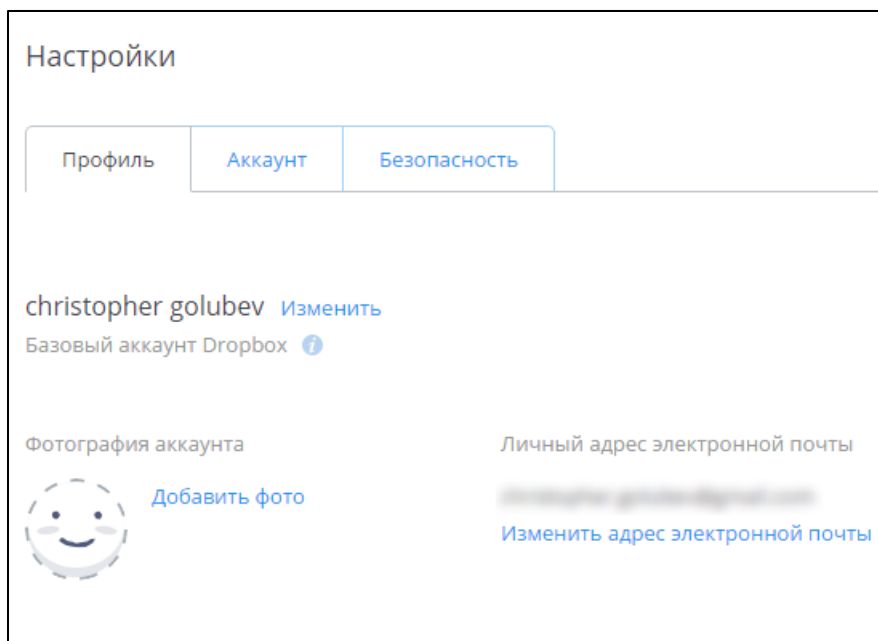 Настройки
Профиль Аккаунт Безопасность
christopher golubev Изменить
Базовый аккаунт Dropbox i
Фотография аккаунта
Добавить фото
Личный адрес электронной почты
Изменить адрес электронной почты